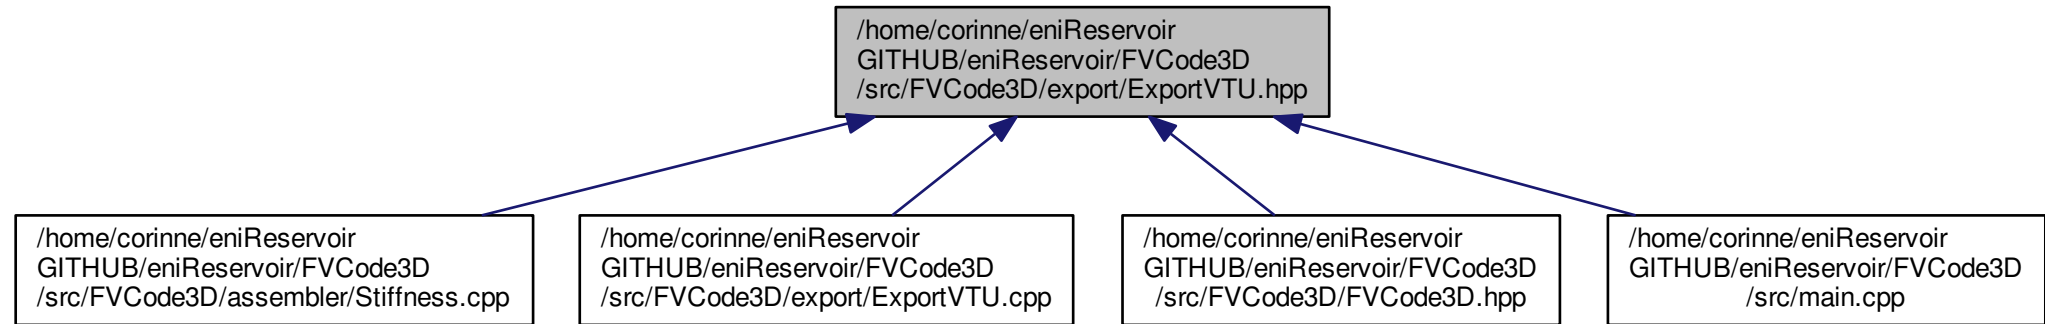 /home/corinne/eniReservoir
GITHUB/eniReservoir/FVCode3D
/src/FVCode3D/export/ExportVTU.hpp
/home/corinne/eniReservoir
GITHUB/eniReservoir/FVCode3D
/src/FVCode3D/assembler/Stiffness.cpp
/home/corinne/eniReservoir
GITHUB/eniReservoir/FVCode3D
/src/FVCode3D/export/ExportVTU.cpp
/home/corinne/eniReservoir
GITHUB/eniReservoir/FVCode3D
/src/FVCode3D/FVCode3D.hpp
/home/corinne/eniReservoir
GITHUB/eniReservoir/FVCode3D
/src/main.cpp